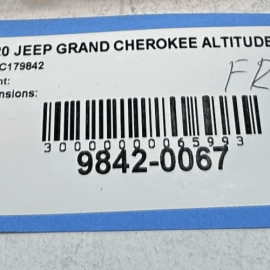 20 JEEP GRAND CHEROKEE ALTITUDE
C179842
nt:
FR
nsions:
3000000065993
9842-0067